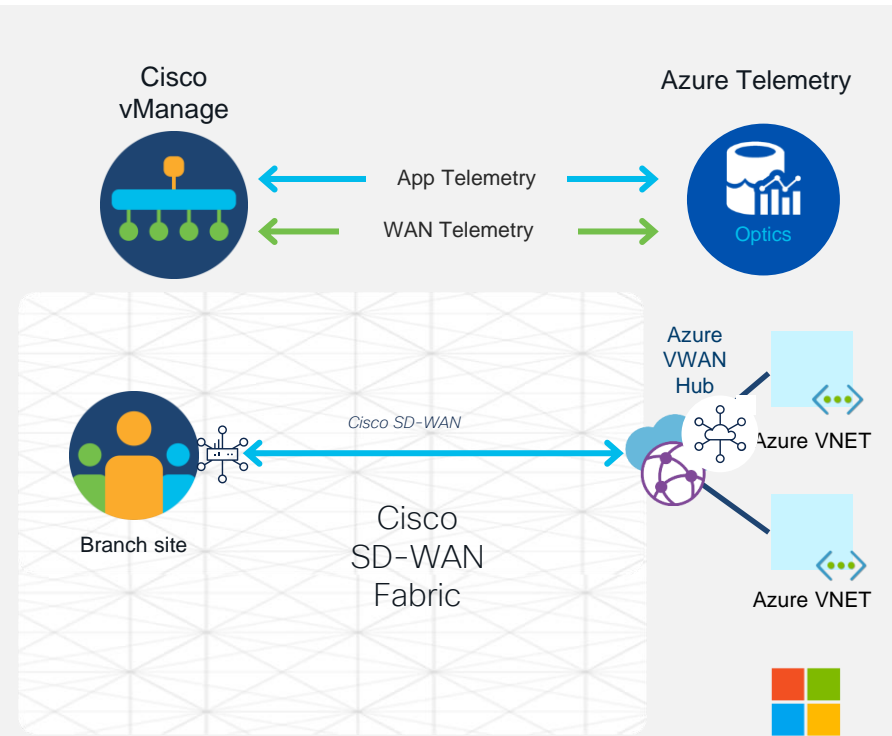 Cisco
vManage
Azure Telemetry
App Telemetry
WAN Telemetry
Optics
Azure
VWAN
Hub
Cisco SD-WAN
Azure VNET
Branch site
Cisco
SD-WAN
Fabric
Azure VNET